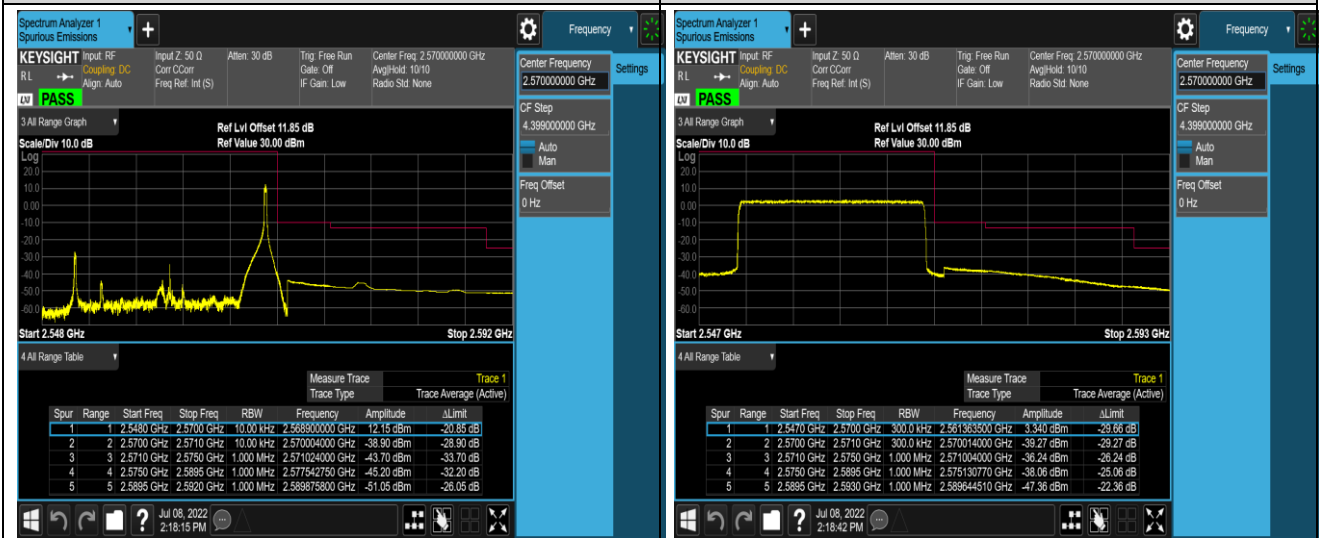 Spectrum Analyzer 1
Spurious Emissions
+
Frequency
KEYSIGHT Input: RF
RL Coupling: DC
Align: Auto
Input Z: 50 Ω
Corr CCorr
Freq Ref: Int (S)
Atten: 30 dB
Trig: Free Run
Gate: Off
IF Gain: Low
Center Freq: 2.570000000 GHz
Avg|Hold: 10/10
Radio Std: None
LXI PASS
Center Frequency
2.570000000 GHz
Settings
CF Step
4.399000000 GHz
Auto
Man
Freq Offset
0 Hz
3 All Range Graph
Ref Lvl Offset 11.85 dB
Scale/Div 10.0 dB Ref Value 30.00 dBm
Log
20.0
10.0
0.00
-10.0
-20.0
-30.0
-40.0
-50.0
-60.0
Start 2.548 GHz Stop 2.592 GHz
4 All Range Table
Measure Trace Trace 1
Trace Type Trace Average (Active)
Spur Range Start Freq Stop Freq RBW Frequency Amplitude ΔLimit
1 1 2.5480 GHz 2.5700 GHz 10.00 kHz 2.568900000 GHz 12.15 dBm -20.85 dB
2 2 2.5700 GHz 2.5710 GHz 10.00 kHz 2.570004000 GHz -38.90 dBm -28.90 dB
3 3 2.5710 GHz 2.5750 GHz 1.000 MHz 2.571024000 GHz -43.70 dBm -33.70 dB
4 4 2.5750 GHz 2.5895 GHz 1.000 MHz 2.577542750 GHz -45.20 dBm -32.20 dB
5 5 2.5895 GHz 2.5920 GHz 1.000 MHz 2.589875800 GHz -51.05 dBm -26.05 dB
?
Jul 08, 2022
2:18:15 PM
Spectrum Analyzer 1
Spurious Emissions
+
Frequency
KEYSIGHT Input: RF
RL Coupling: DC
Align: Auto
Input Z: 50 Ω
Corr CCorr
Freq Ref: Int (S)
Atten: 30 dB
Trig: Free Run
Gate: Off
IF Gain: Low
Center Freq: 2.570000000 GHz
Avg|Hold: 10/10
Radio Std: None
LXI PASS
Center Frequency
2.570000000 GHz
Settings
CF Step
4.399000000 GHz
Auto
Man
Freq Offset
0 Hz
3 All Range Graph
Ref Lvl Offset 11.85 dB
Scale/Div 10.0 dB Ref Value 30.00 dBm
Log
20.0
10.0
0.00
-10.0
-20.0
-30.0
-40.0
-50.0
-60.0
Start 2.547 GHz Stop 2.593 GHz
4 All Range Table
Measure Trace Trace 1
Trace Type Trace Average (Active)
Spur Range Start Freq Stop Freq RBW Frequency Amplitude ΔLimit
1 1 2.5470 GHz 2.5700 GHz 300.0 kHz 2.561363500 GHz 3.340 dBm -29.66 dB
2 2 2.5700 GHz 2.5710 GHz 300.0 kHz 2.570014000 GHz -39.27 dBm -29.27 dB
3 3 2.5710 GHz 2.5750 GHz 1.000 MHz 2.571004000 GHz -36.24 dBm -26.24 dB
4 4 2.5750 GHz 2.5895 GHz 1.000 MHz 2.575130770 GHz -38.06 dBm -25.06 dB
5 5 2.5895 GHz 2.5930 GHz 1.000 MHz 2.589644510 GHz -47.36 dBm -22.36 dB
?
Jul 08, 2022
2:18:42 PM